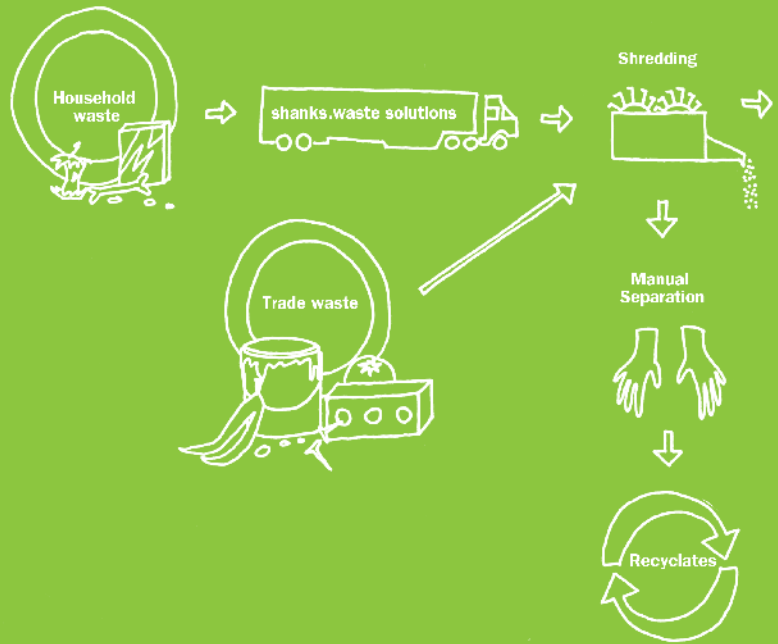 Household
waste
shanks.waste solutions
Shredding
Trade waste
Manual
Separation
Recyclates